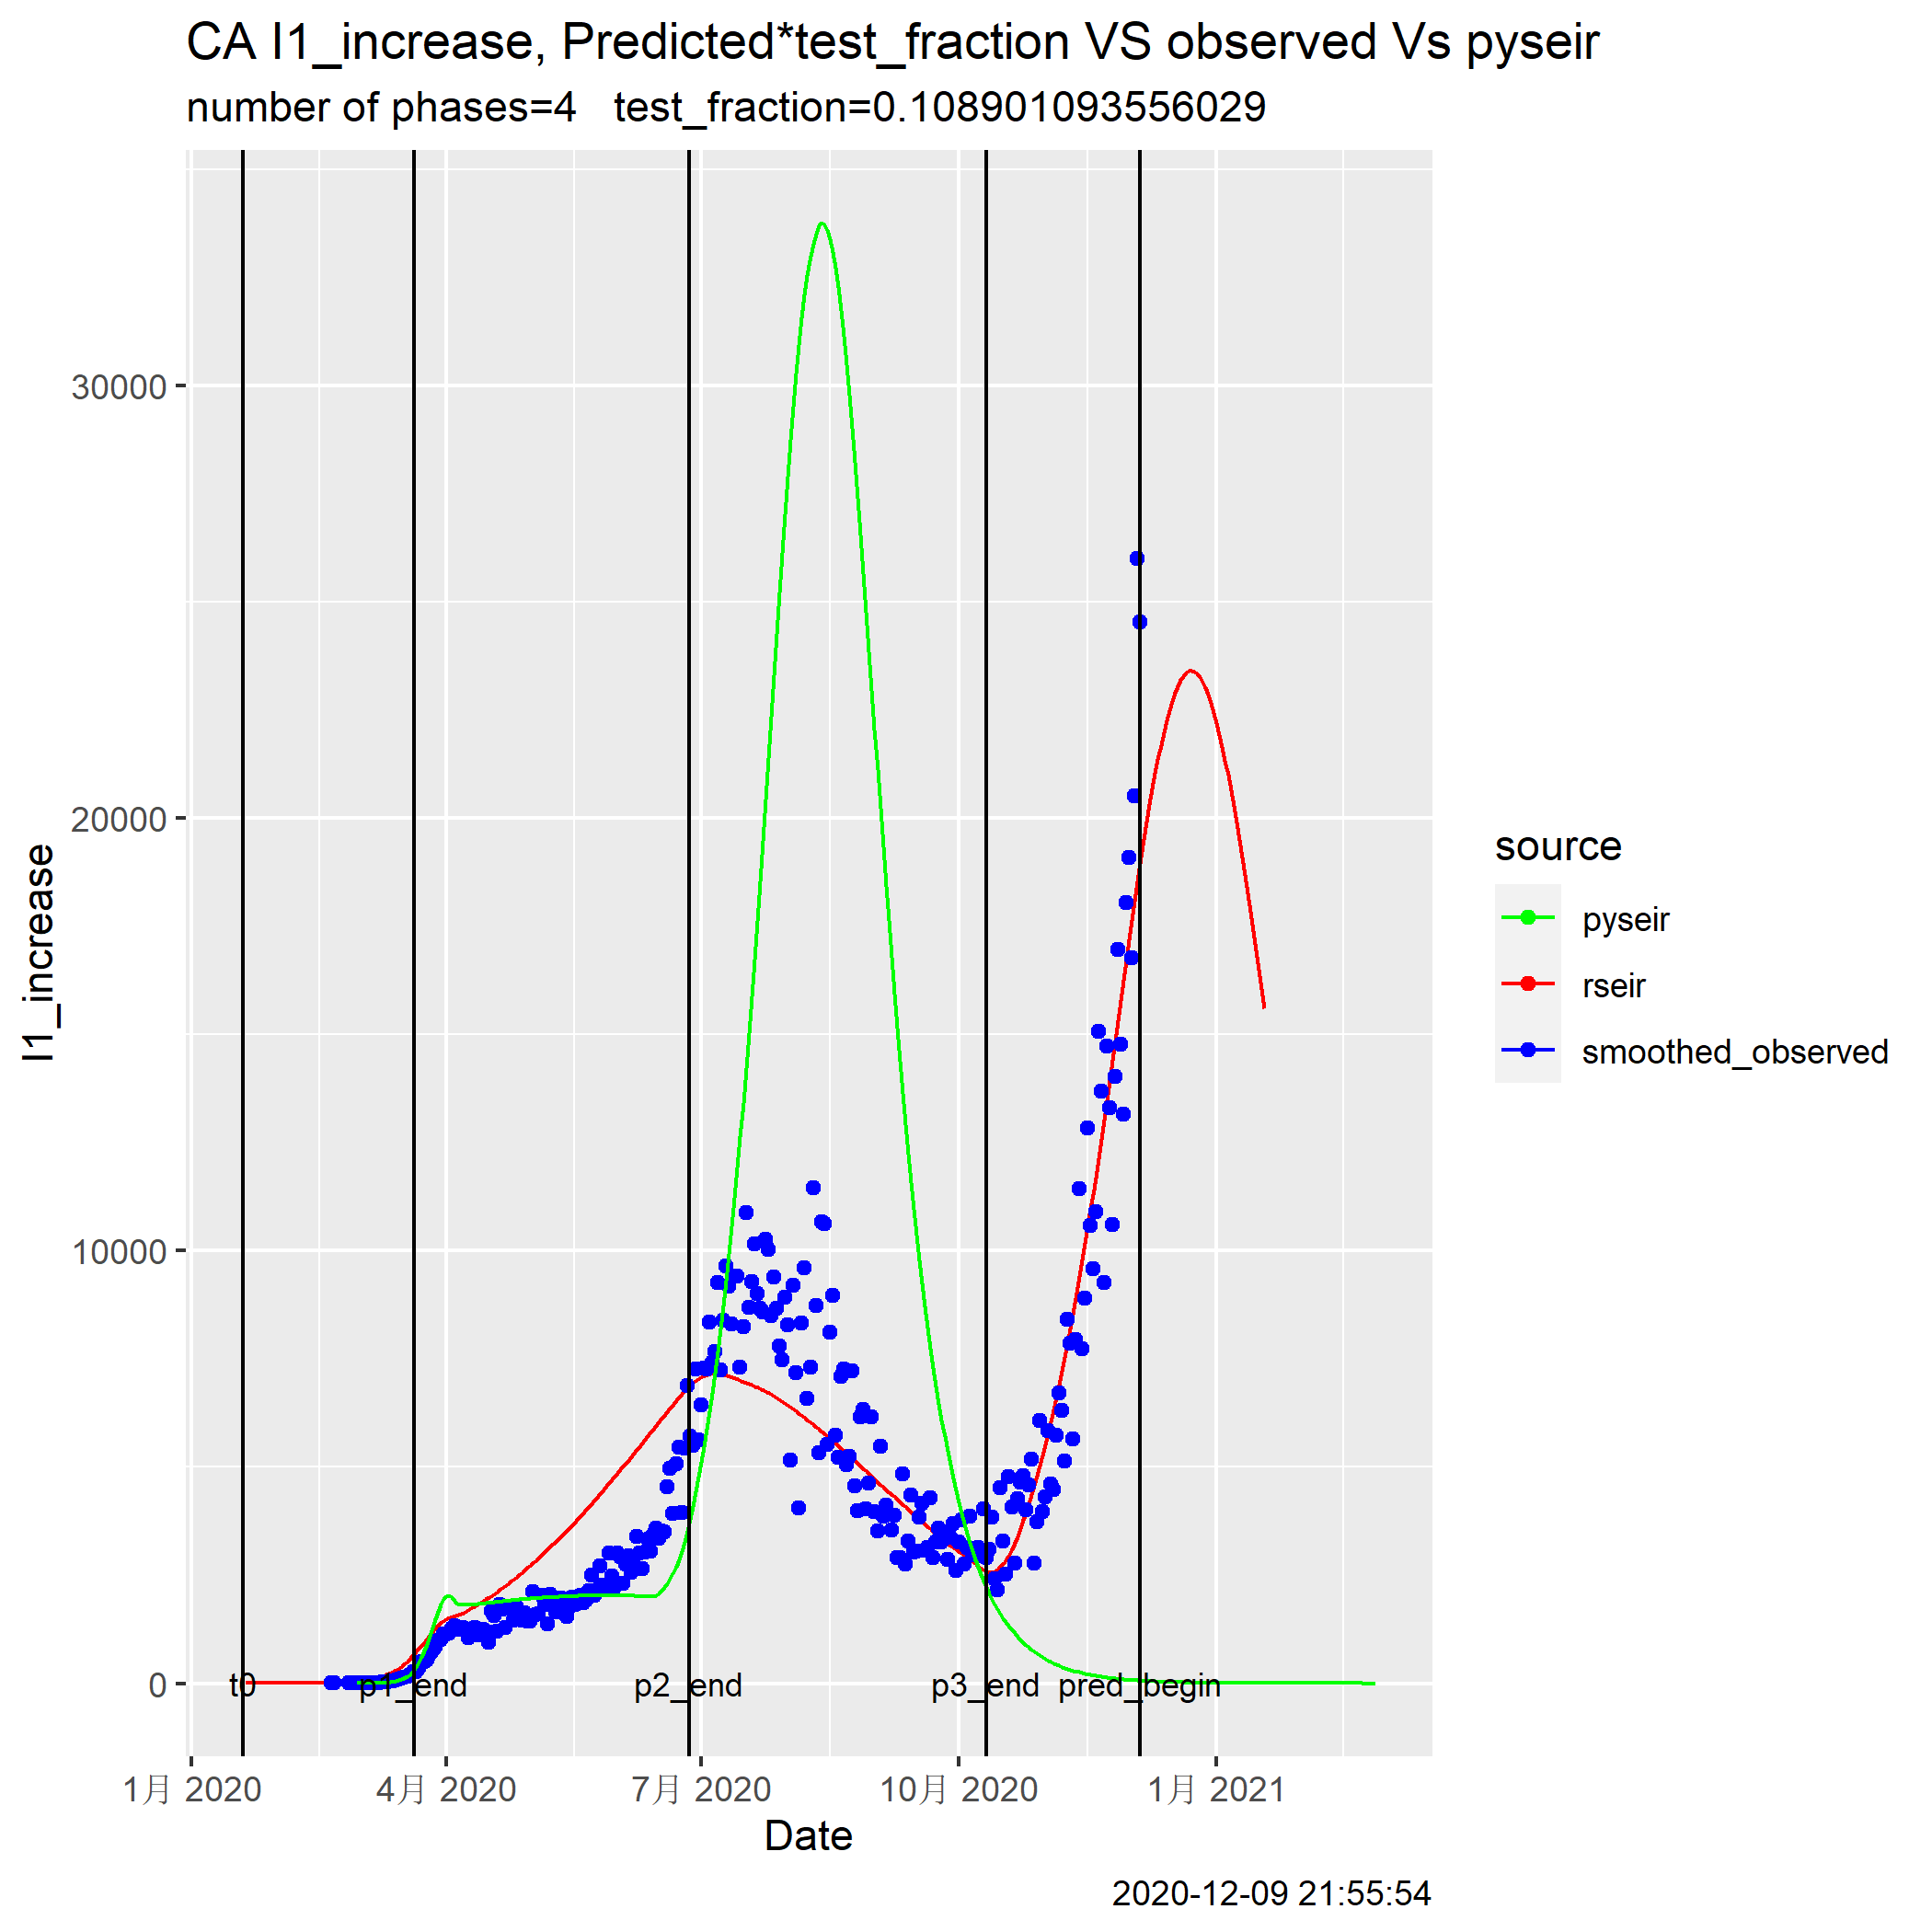 CA I1_increase, Predicted*test_fraction VS observed Vs pyseir
number of phases=4 test_fraction=0.108901093556029
I1_increase
30000
20000
10000
0
t0 p1_end p2_end p3_end pred_begin
1月 2020 4月 2020 7月 2020 10月 2020 1月 2021
Date
source
pyseir
rseir
smoothed_observed
2020-12-09 21:55:54